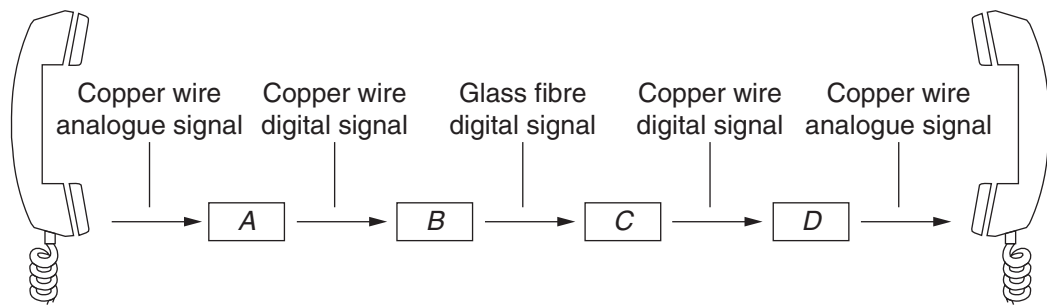 Copper wire
analogue signal
Copper wire
digital signal
Glass fibre
digital signal
Copper wire
digital signal
Copper wire
analogue signal
A
B
C
D